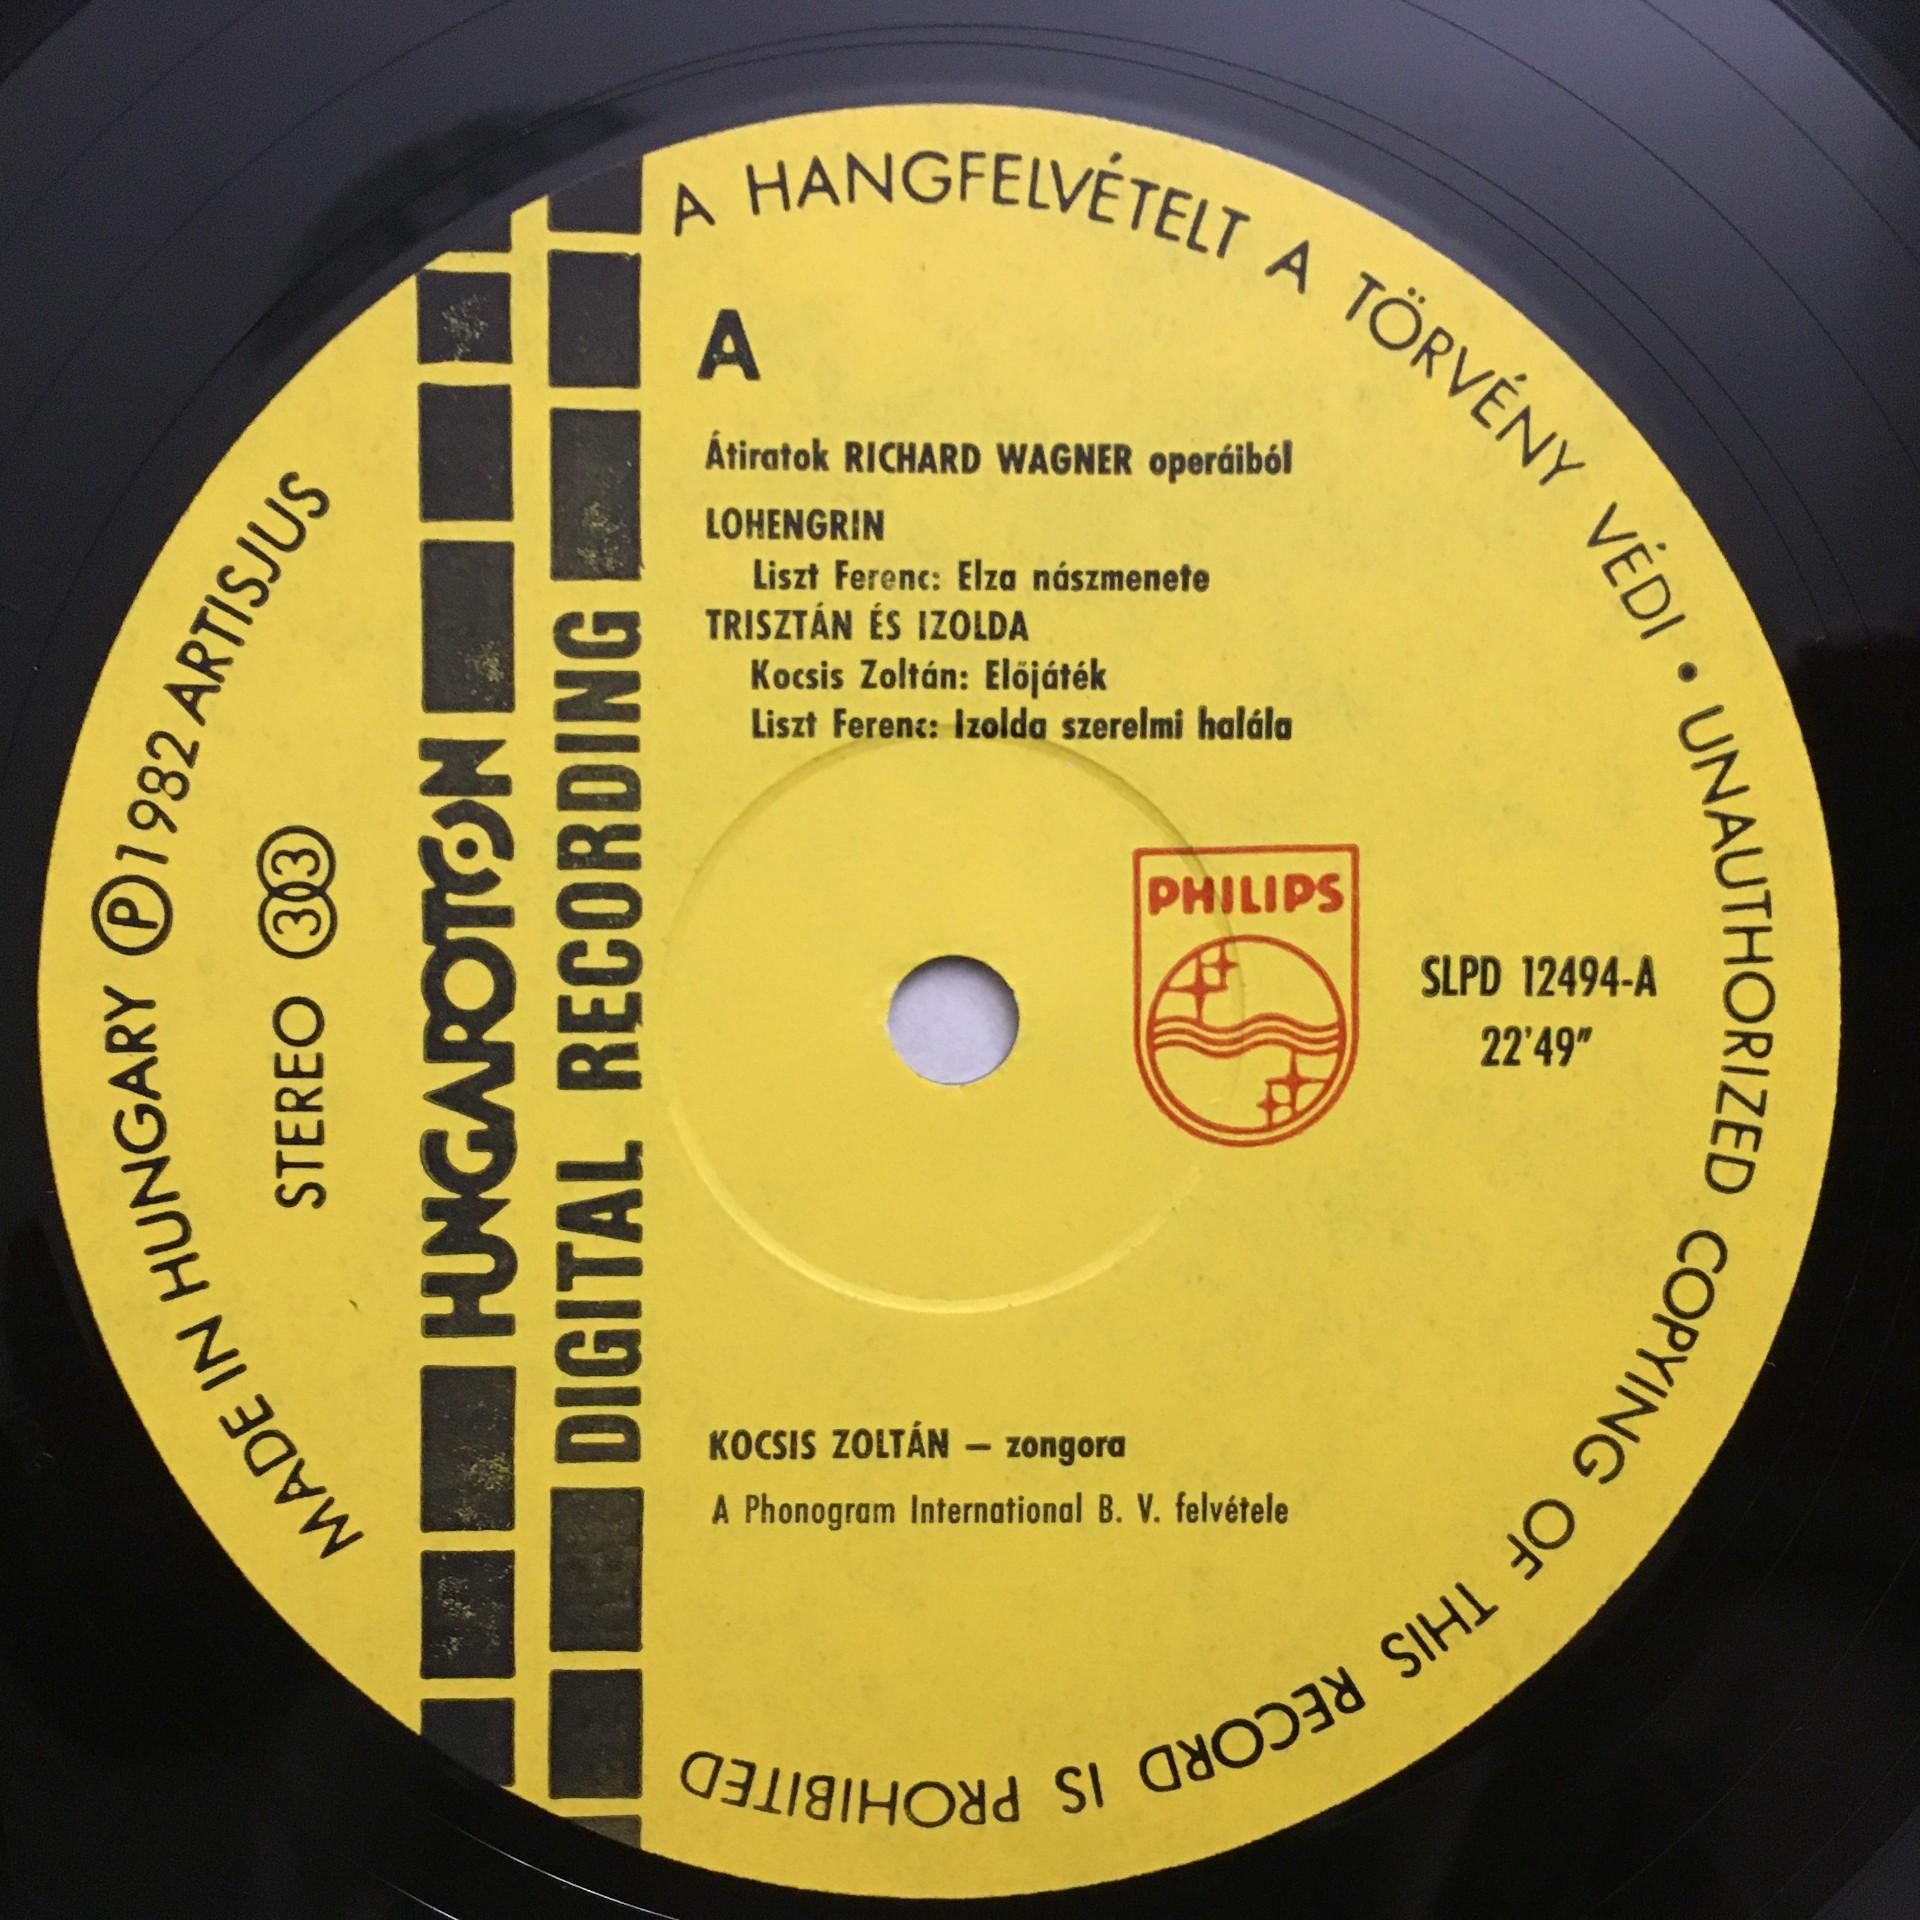 A HANGFELVÉTELT A TÖRVÉNY VÉDI • UNAUTHORIZED COPYING OF THIS RECORD IS PROHIBITED
MADE IN HUNGARY Ⓟ 1982 ARTISJUS
STEREO 33
HUNGAROTON
DIGITAL RECORDING
A
Átiratok RICHARD WAGNER operáiból
LOHENGRIN
Liszt Ferenc: Elza nászmenete
TRISZTÁN ÉS IZOLDA
Kocsis Zoltán: Előjáték
Liszt Ferenc: Izolda szerelmi halála
PHILIPS
SLPD 12494-A
22'49"
KOCSIS ZOLTÁN – zongora
A Phonogram International B. V. felvétele